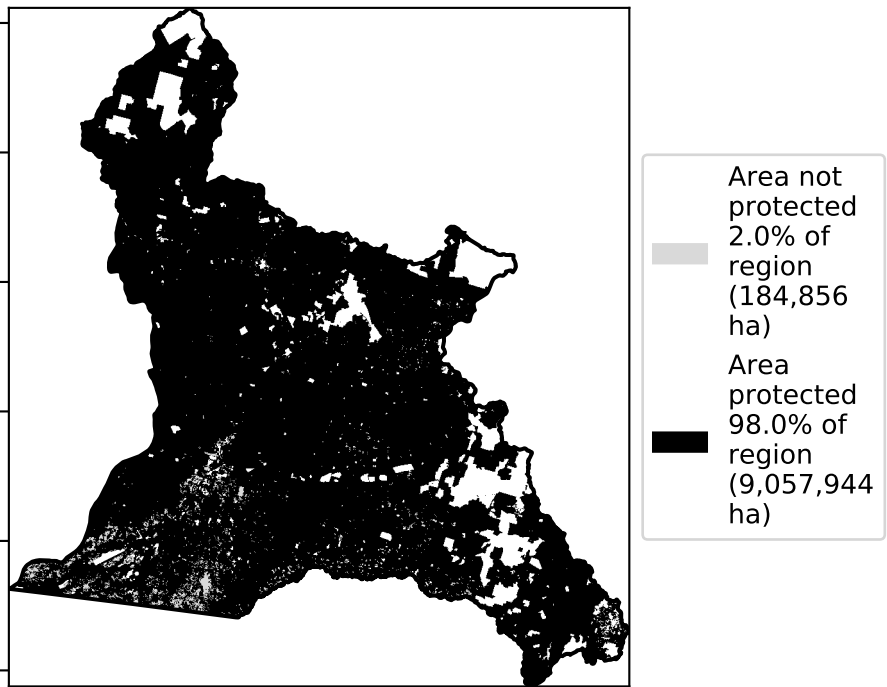 Area not
protected
2.0% of
region
(184,856
ha)
Area
protected
98.0% of
region
(9,057,944
ha)